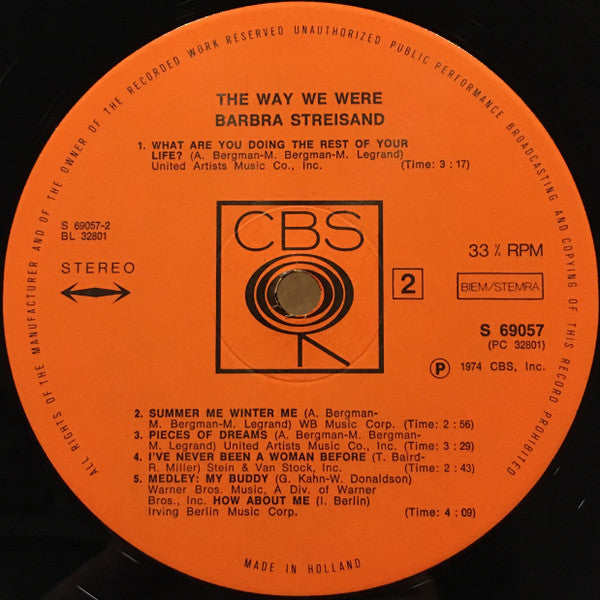 ALL RIGHTS OF THE MANUFACTURER AND OF THE OWNER OF THE RECORDED WORK RESERVED UNAUTHORIZED PUBLIC PERFORMANCE BROADCASTING AND COPYING OF THIS RECORD PROHIBITED
THE WAY WE WERE
BARBRA STREISAND
1. WHAT ARE YOU DOING THE REST OF YOUR
LIFE? (A. Bergman-M. Bergman-M. Legrand)
United Artists Music Co., Inc. (Time: 3 : 17)
S 69057-2
BL 32801
STEREO
CBS
2
33⅓ RPM
BIEM/STEMRA
S 69057
(PC 32801)
Ⓟ 1974 CBS, Inc.
2. SUMMER ME WINTER ME (A. Bergman-
M. Bergman-M. Legrand) WB Music Corp. (Time: 2 : 56)
3. PIECES OF DREAMS (A. Bergman-M. Bergman-
M. Legrand) United Artists Music Co., Inc. (Time: 3 : 29)
4. I'VE NEVER BEEN A WOMAN BEFORE (T. Baird-
R. Miller) Stein & Van Stock, Inc. (Time: 2 : 43)
5. MEDLEY: MY BUDDY (G. Kahn-W. Donaldson)
Warner Bros. Music, A Div. of Warner
Bros., Inc. HOW ABOUT ME (I. Berlin)
Irving Berlin Music Corp. (Time: 4 : 09)
MADE IN HOLLAND